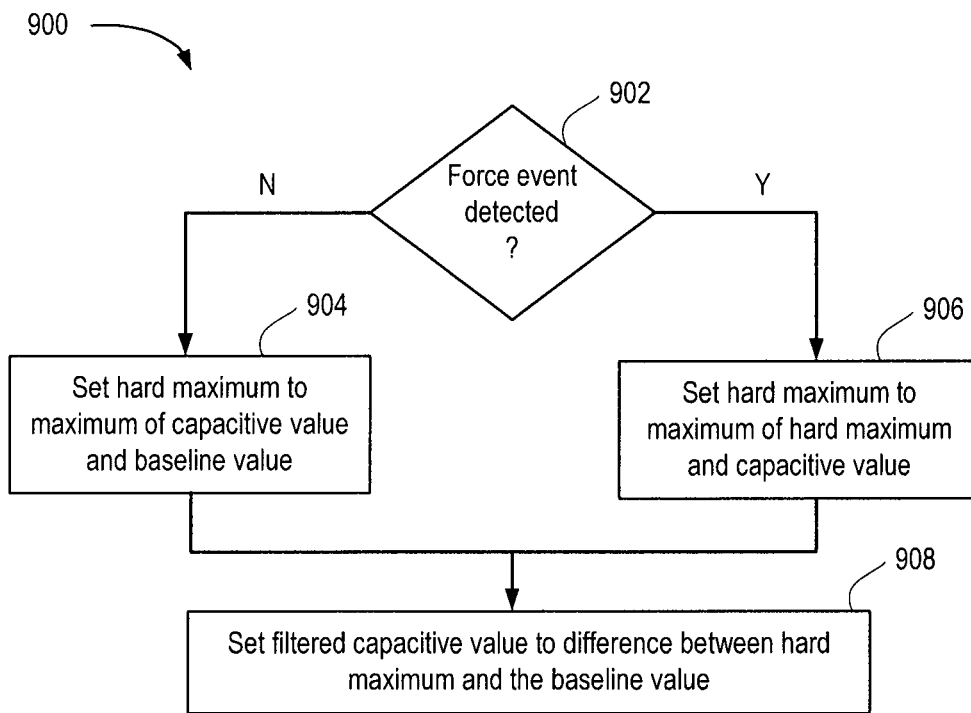 900
902
Force event
detected
?
N
Y
904
906
Set hard maximum to
maximum of capacitive value
and baseline value
Set hard maximum to
maximum of hard maximum
and capacitive value
908
Set filtered capacitive value to difference between hard
maximum and the baseline value